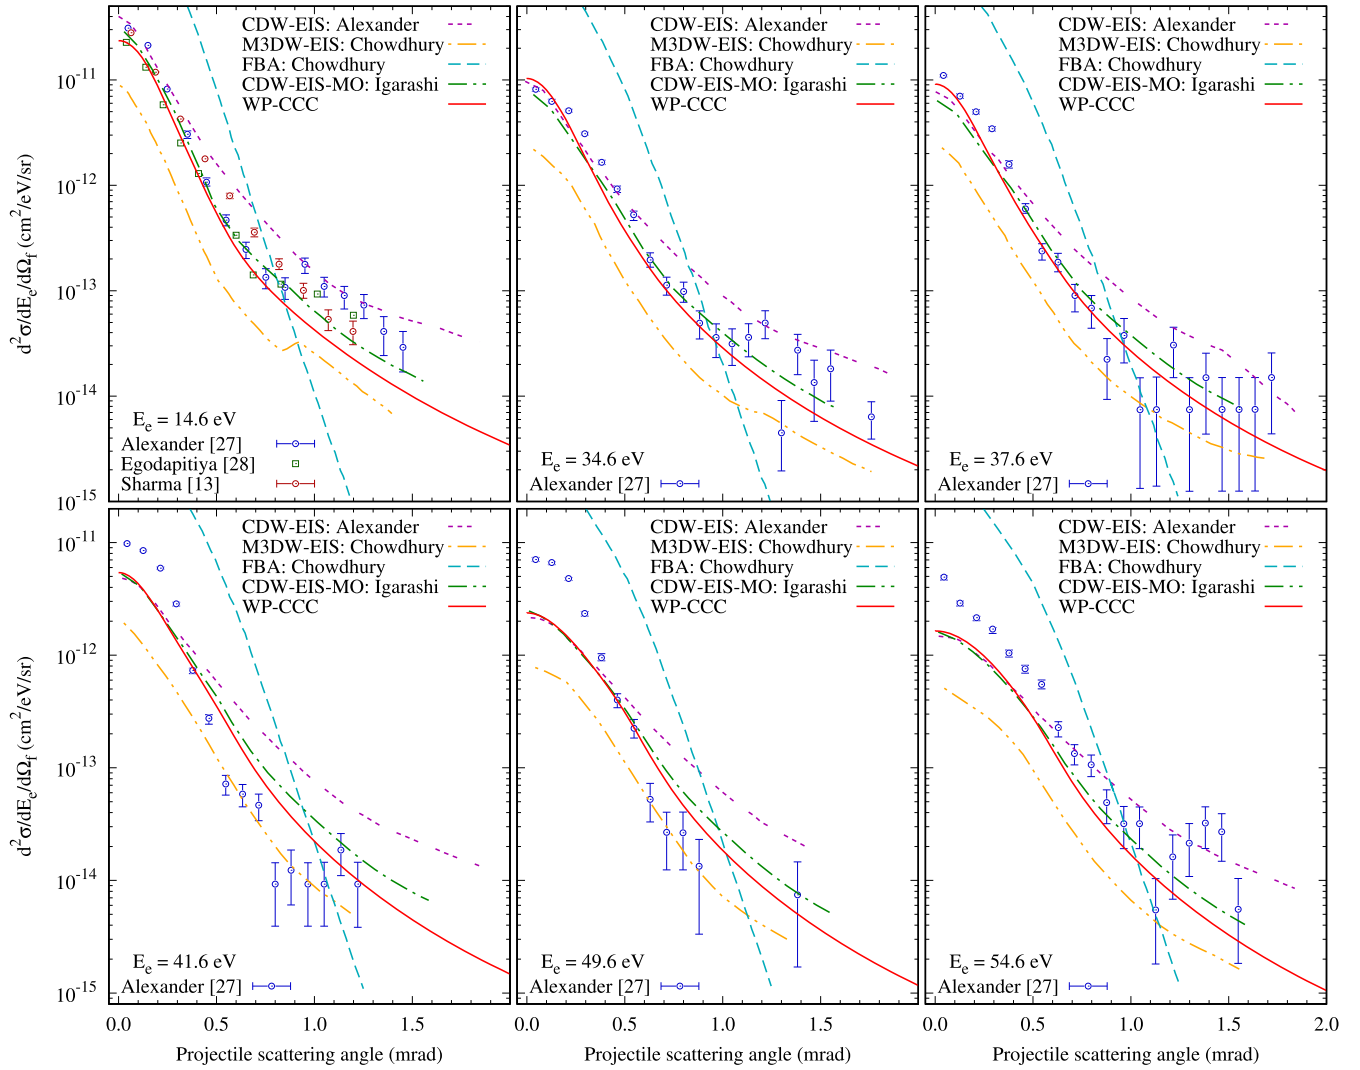 CDW-EIS: Alexander
M3DW-EIS: Chowdhury
FBA: Chowdhury
CDW-EIS-MO: Igarashi
WP-CCC
10^-11
10^-12
10^-13
10^-14
10^-15
d^2σ/dE_e/dΩ_f (cm^2/eV/sr)
E_e = 14.6 eV
Alexander [27]
Egodapitiya [28]
Sharma [13]
CDW-EIS: Alexander
M3DW-EIS: Chowdhury
FBA: Chowdhury
CDW-EIS-MO: Igarashi
WP-CCC
E_e = 34.6 eV
Alexander [27]
CDW-EIS: Alexander
M3DW-EIS: Chowdhury
FBA: Chowdhury
CDW-EIS-MO: Igarashi
WP-CCC
E_e = 37.6 eV
Alexander [27]
CDW-EIS: Alexander
M3DW-EIS: Chowdhury
FBA: Chowdhury
CDW-EIS-MO: Igarashi
WP-CCC
10^-11
10^-12
10^-13
10^-14
10^-15
d^2σ/dE_e/dΩ_f (cm^2/eV/sr)
E_e = 41.6 eV
Alexander [27]
0.0 0.5 1.0 1.5
Projectile scattering angle (mrad)
CDW-EIS: Alexander
M3DW-EIS: Chowdhury
FBA: Chowdhury
CDW-EIS-MO: Igarashi
WP-CCC
E_e = 49.6 eV
Alexander [27]
0.0 0.5 1.0 1.5
Projectile scattering angle (mrad)
CDW-EIS: Alexander
M3DW-EIS: Chowdhury
FBA: Chowdhury
CDW-EIS-MO: Igarashi
WP-CCC
E_e = 54.6 eV
Alexander [27]
0.0 0.5 1.0 1.5 2.0
Projectile scattering angle (mrad)